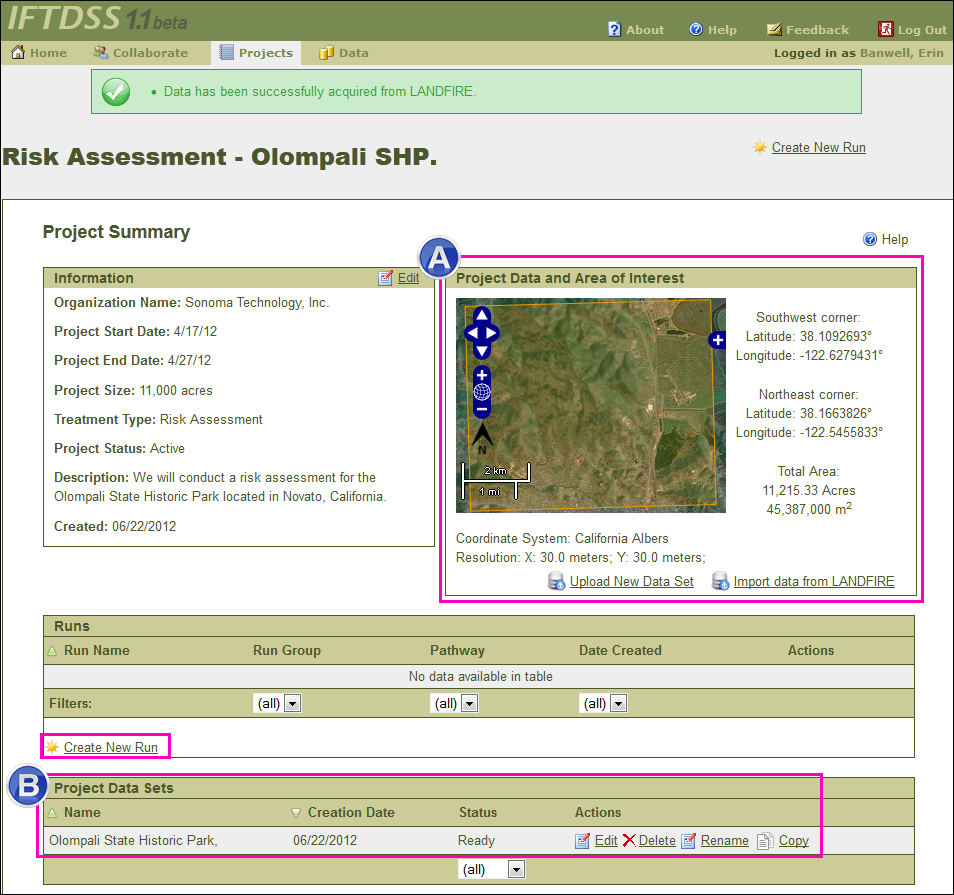 IFTDSS 1.1 beta
About Help Feedback Log Out
Home Collaborate Projects Data Logged in as Banwell, Erin
• Data has been successfully acquired from LANDFIRE.
Risk Assessment - Olompali SHP.
Create New Run
Project Summary
Help
A
Information Edit
Organization Name: Sonoma Technology, Inc.
Project Start Date: 4/17/12
Project End Date: 4/27/12
Project Size: 11,000 acres
Treatment Type: Risk Assessment
Project Status: Active
Description: We will conduct a risk assessment for the
Olompali State Historic Park located in Novato, California.
Created: 06/22/2012
Project Data and Area of Interest
N
2 km
1 mi
Southwest corner:
Latitude: 38.1092693°
Longitude: -122.6279431°
Northeast corner:
Latitude: 38.1663826°
Longitude: -122.5455833°
Total Area:
11,215.33 Acres
45,387,000 m²
Coordinate System: California Albers
Resolution: X: 30.0 meters; Y: 30.0 meters;
Upload New Data Set Import data from LANDFIRE
Runs
Run Name Run Group Pathway Date Created Actions
No data available in table
Filters: (all) (all) (all)
Create New Run
B
Project Data Sets
Name Creation Date Status Actions
Olompali State Historic Park, 06/22/2012 Ready Edit Delete Rename Copy
(all)